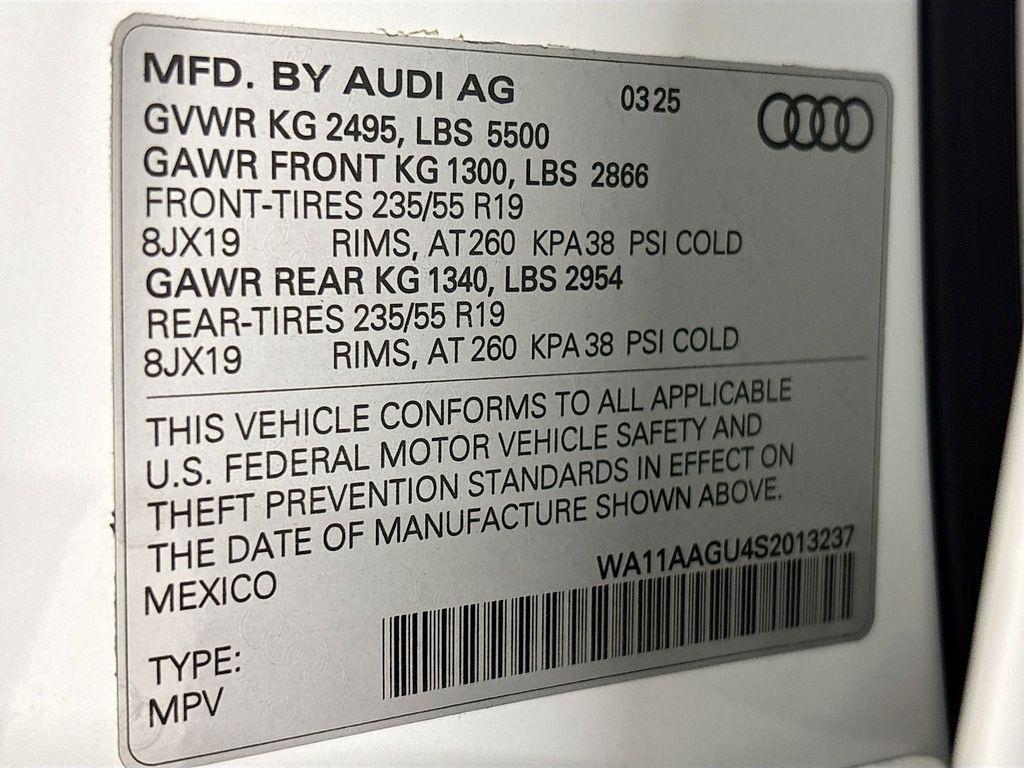 MFD. BY AUDI AG 03 25
GVWR KG 2495, LBS 5500
GAWR FRONT KG 1300, LBS 2866
FRONT-TIRES 235/55 R19
8JX19 RIMS, AT 260 KPA 38 PSI COLD
GAWR REAR KG 1340, LBS 2954
REAR-TIRES 235/55 R19
8JX19 RIMS, AT 260 KPA 38 PSI COLD
THIS VEHICLE CONFORMS TO ALL APPLICABLE
U.S. FEDERAL MOTOR VEHICLE SAFETY AND
THEFT PREVENTION STANDARDS IN EFFECT ON
THE DATE OF MANUFACTURE SHOWN ABOVE.
MEXICO WA11AAGU4S2013237
TYPE:
MPV